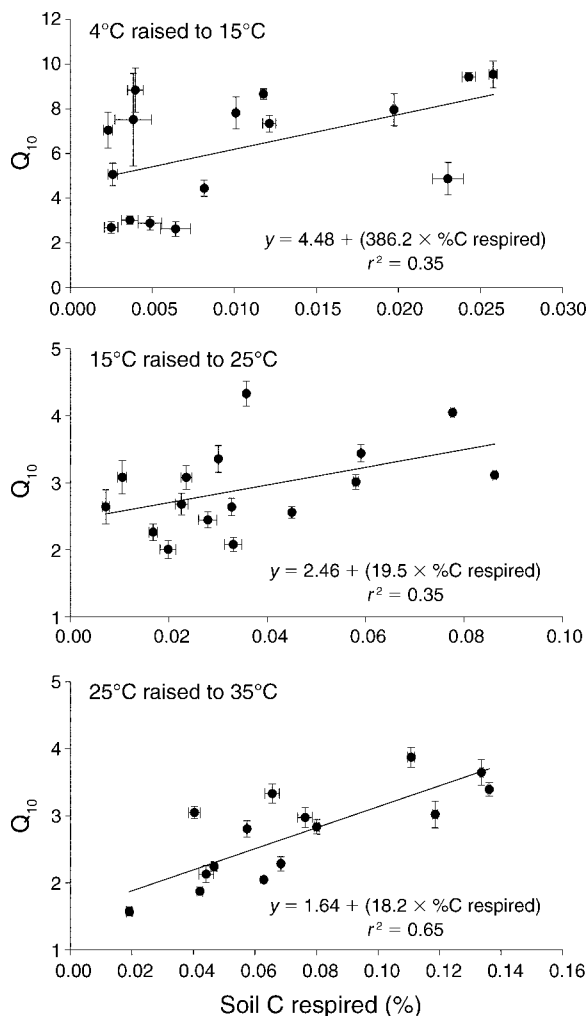 4°C raised to 15°C
12
10
8
6
4
2
0
Q10
y = 4.48 + (386.2 × %C respired)
r² = 0.35
0.000 0.005 0.010 0.015 0.020 0.025 0.030
15°C raised to 25°C
5
4
3
2
1
Q10
y = 2.46 + (19.5 × %C respired)
r² = 0.35
0.00 0.02 0.04 0.06 0.08 0.10
25°C raised to 35°C
5
4
3
2
1
Q10
y = 1.64 + (18.2 × %C respired)
r² = 0.65
0.00 0.02 0.04 0.06 0.08 0.10 0.12 0.14 0.16
Soil C respired (%)